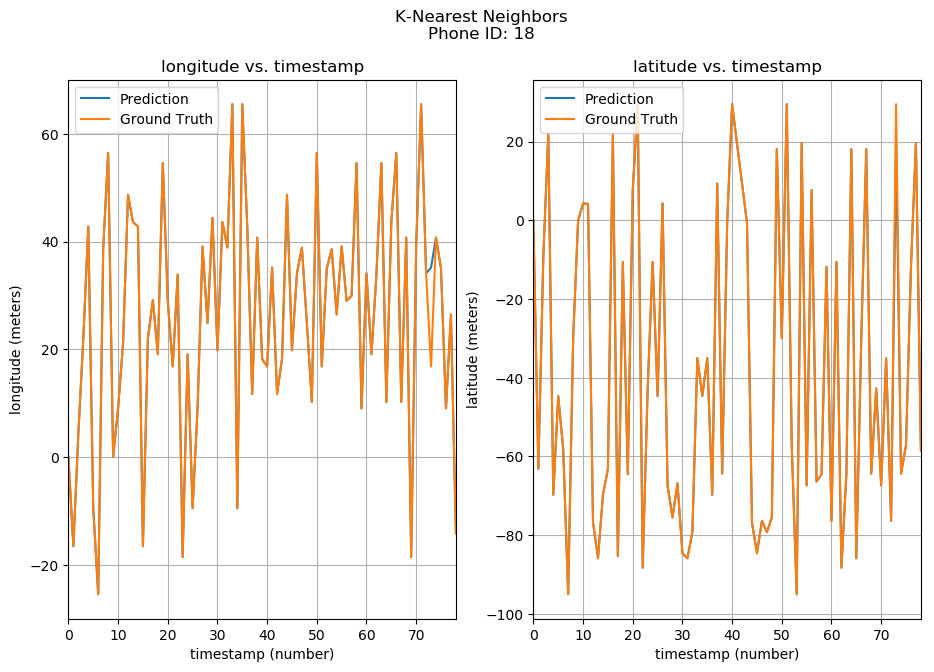 K-Nearest Neighbors
Phone ID: 18
longitude vs. timestamp
Prediction
Ground Truth
longitude (meters)
60
40
20
0
−20
0 10 20 30 40 50 60 70
timestamp (number)
latitude vs. timestamp
Prediction
Ground Truth
latitude (meters)
20
0
−20
−40
−60
−80
−100
0 10 20 30 40 50 60 70
timestamp (number)